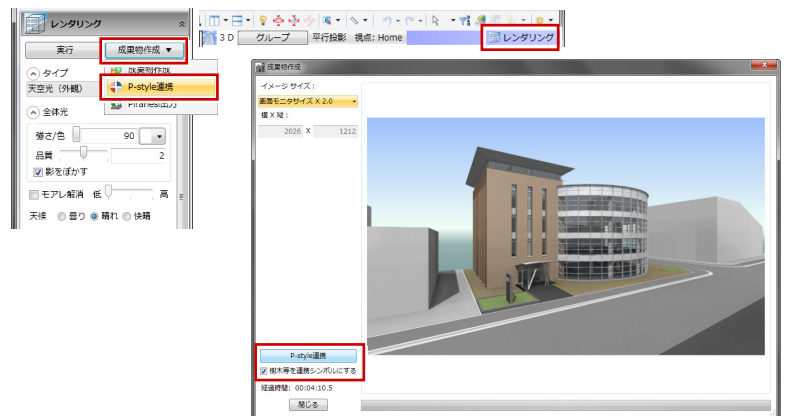 レンダリング
実行
成果物作成 ▼
タイプ
成果物作成
天空光 (外観)
P-style連携
Piranesi出力
全体光
強さ/色
90
品質
2
影をぼかす
モアレ解消 低 高
天候 曇り 晴れ 快晴
3D グループ 平行投影 視点: Home レンダリング
成果物作成
イメージ サイズ :
画面モニタサイズ X 2.0
横 X 縦 :
2026 X 1212
P-style連携
樹木等を連携シンボルにする
経過時間: 00:04:10.5
閉じる